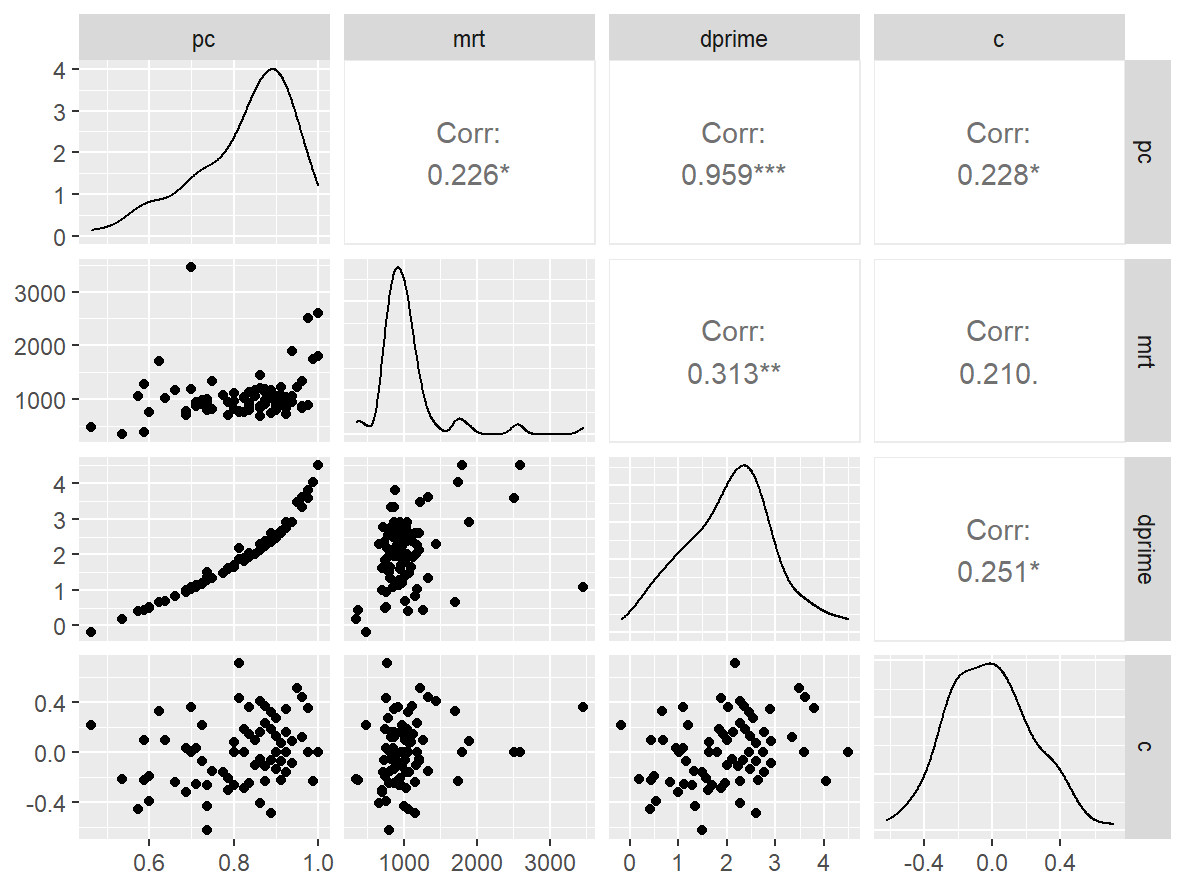 pc mrt dprime c
4
3
2
1
0
Corr:
0.226*
Corr:
0.959***
Corr:
0.228*
pc
3000
2000
1000
Corr:
0.313**
Corr:
0.210.
mrt
4
3
2
1
0
Corr:
0.251*
dprime
0.4
0.0
-0.4
c
0.6 0.8 1.0 1000 2000 3000 0 1 2 3 4 -0.4 0.0 0.4